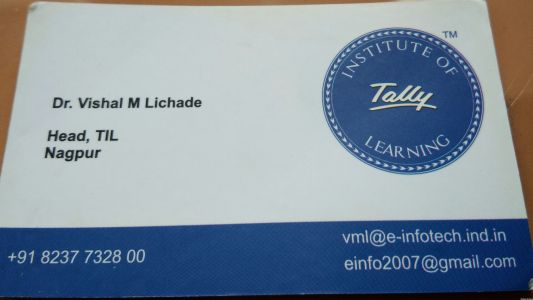 Dr. Vishal M Lichade
Head, TIL
Nagpur
INSTITUTE OF
TM
Tally
LEARNING
+91 8237 7328 00
vml@e-infotech.ind.in
einfo2007@gmail.com